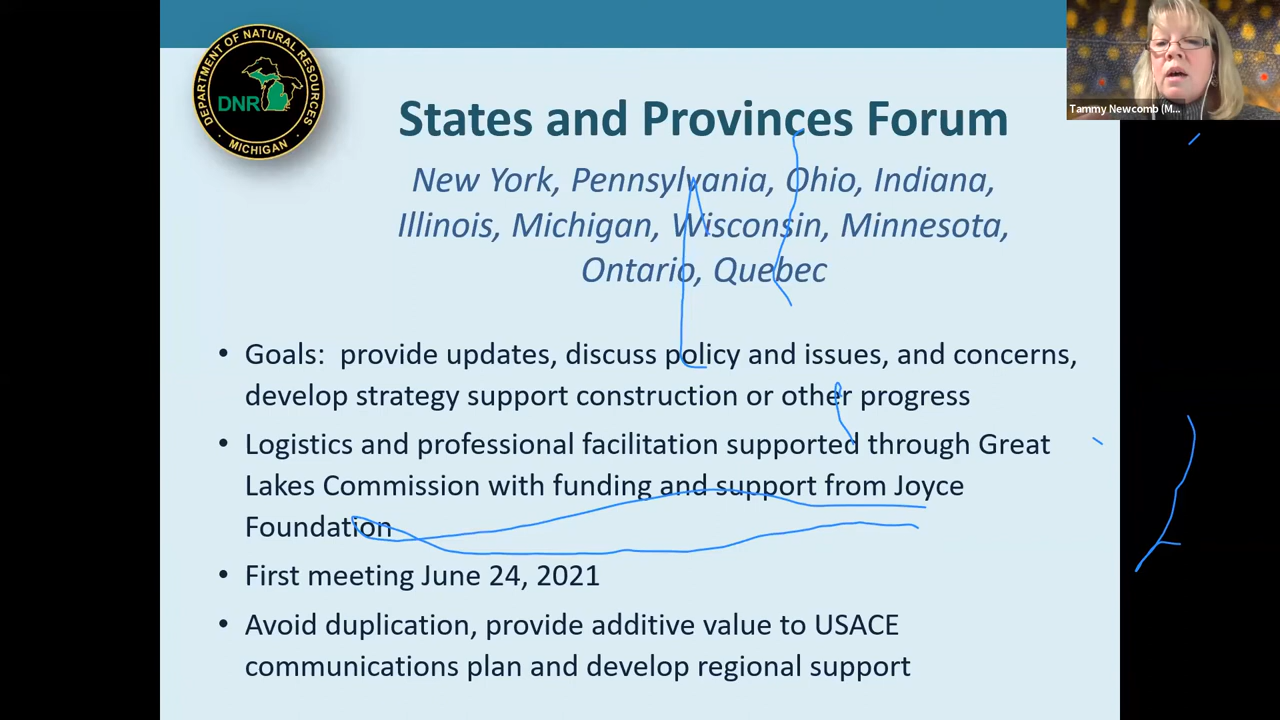 DEPARTMENT OF NATURAL RESOURCES
DNR
MICHIGAN
Tammy Newcomb (M...
States and Provinces Forum
New York, Pennsylvania, Ohio, Indiana,
Illinois, Michigan, Wisconsin, Minnesota,
Ontario, Quebec
• Goals:  provide updates, discuss policy and issues, and concerns,
develop strategy support construction or other progress
• Logistics and professional facilitation supported through Great
Lakes Commission with funding and support from Joyce
Foundation
• First meeting June 24, 2021
• Avoid duplication, provide additive value to USACE
communications plan and develop regional support